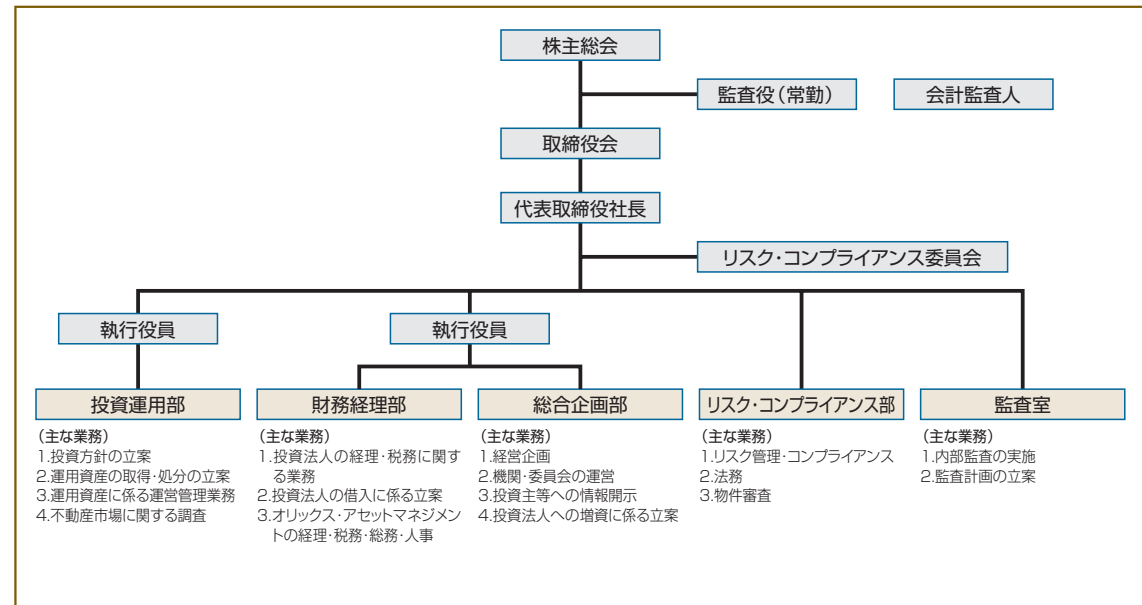 株主総会
監査役（常勤）
会計監査人
取締役会
代表取締役社長
リスク・コンプライアンス委員会
執行役員
執行役員
投資運用部
（主な業務）
1.投資方針の立案
2.運用資産の取得・処分の立案
3.運用資産に係る運営管理業務
4.不動産市場に関する調査
財務経理部
（主な業務）
1.投資法人の経理・税務に関す
る業務
2.投資法人の借入に係る立案
3.オリックス・アセットマネジメン
トの経理・税務・総務・人事
総合企画部
（主な業務）
1.経営企画
2.機関・委員会の運営
3.投資主等への情報開示
4.投資法人への増資に係る立案
リスク・コンプライアンス部
（主な業務）
1.リスク管理・コンプライアンス
2.法務
3.物件審査
監査室
（主な業務）
1.内部監査の実施
2.監査計画の立案